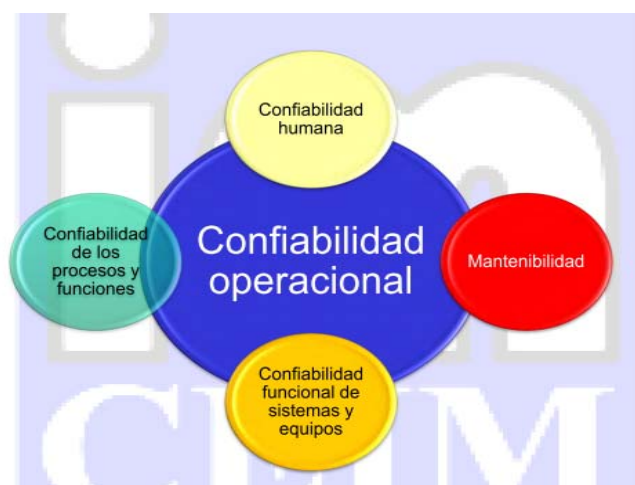 Confiabilidad
humana
Confiabilidad
de los
procesos y
funciones
Confiabilidad
operacional
Mantenibilidad
Confiabilidad
funcional de
sistemas y
equipos